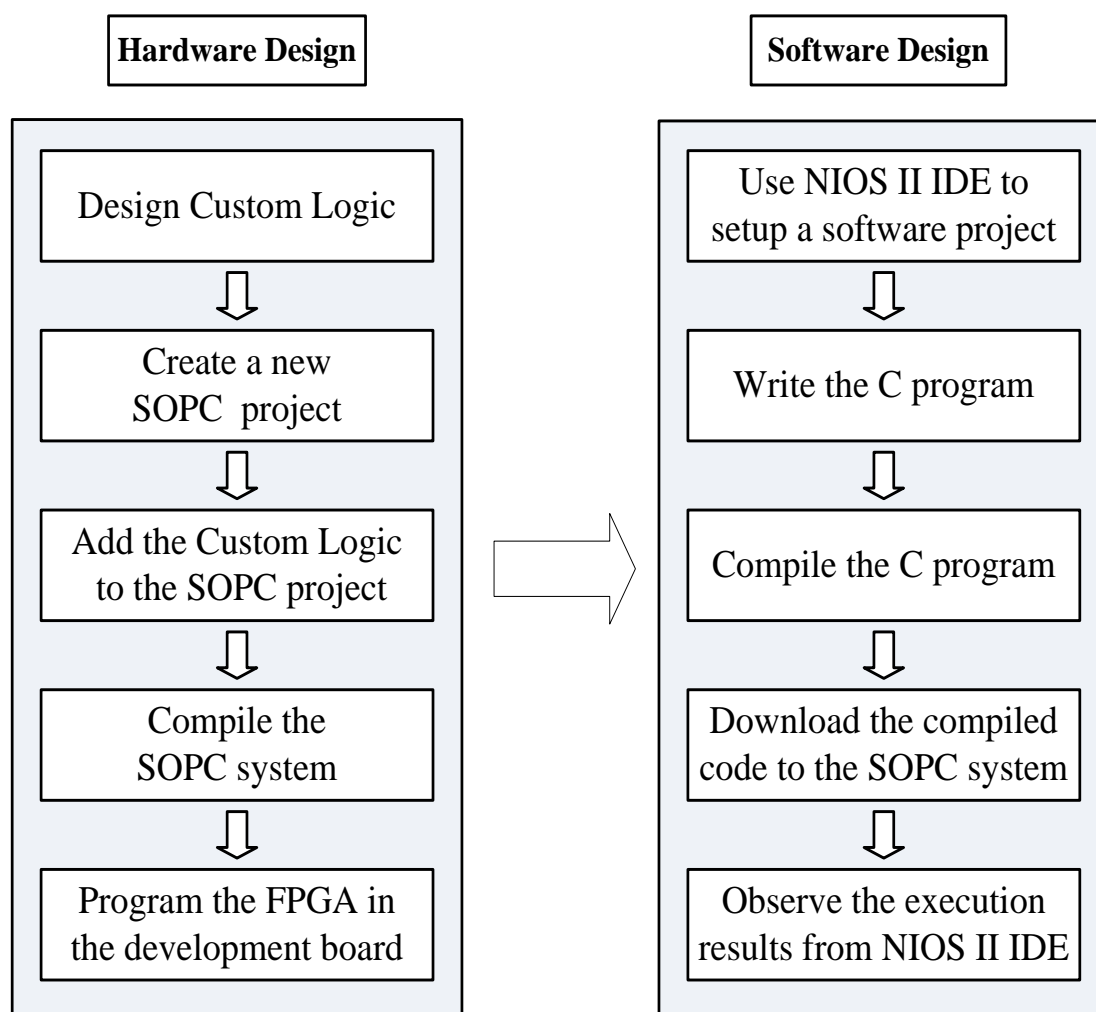 Hardware Design
Design Custom Logic
Create a new
SOPC project
Add the Custom Logic
to the SOPC project
Compile the
SOPC system
Program the FPGA in
the development board
Software Design
Use NIOS II IDE to
setup a software project
Write the C program
Compile the C program
Download the compiled
code to the SOPC system
Observe the execution
results from NIOS II IDE